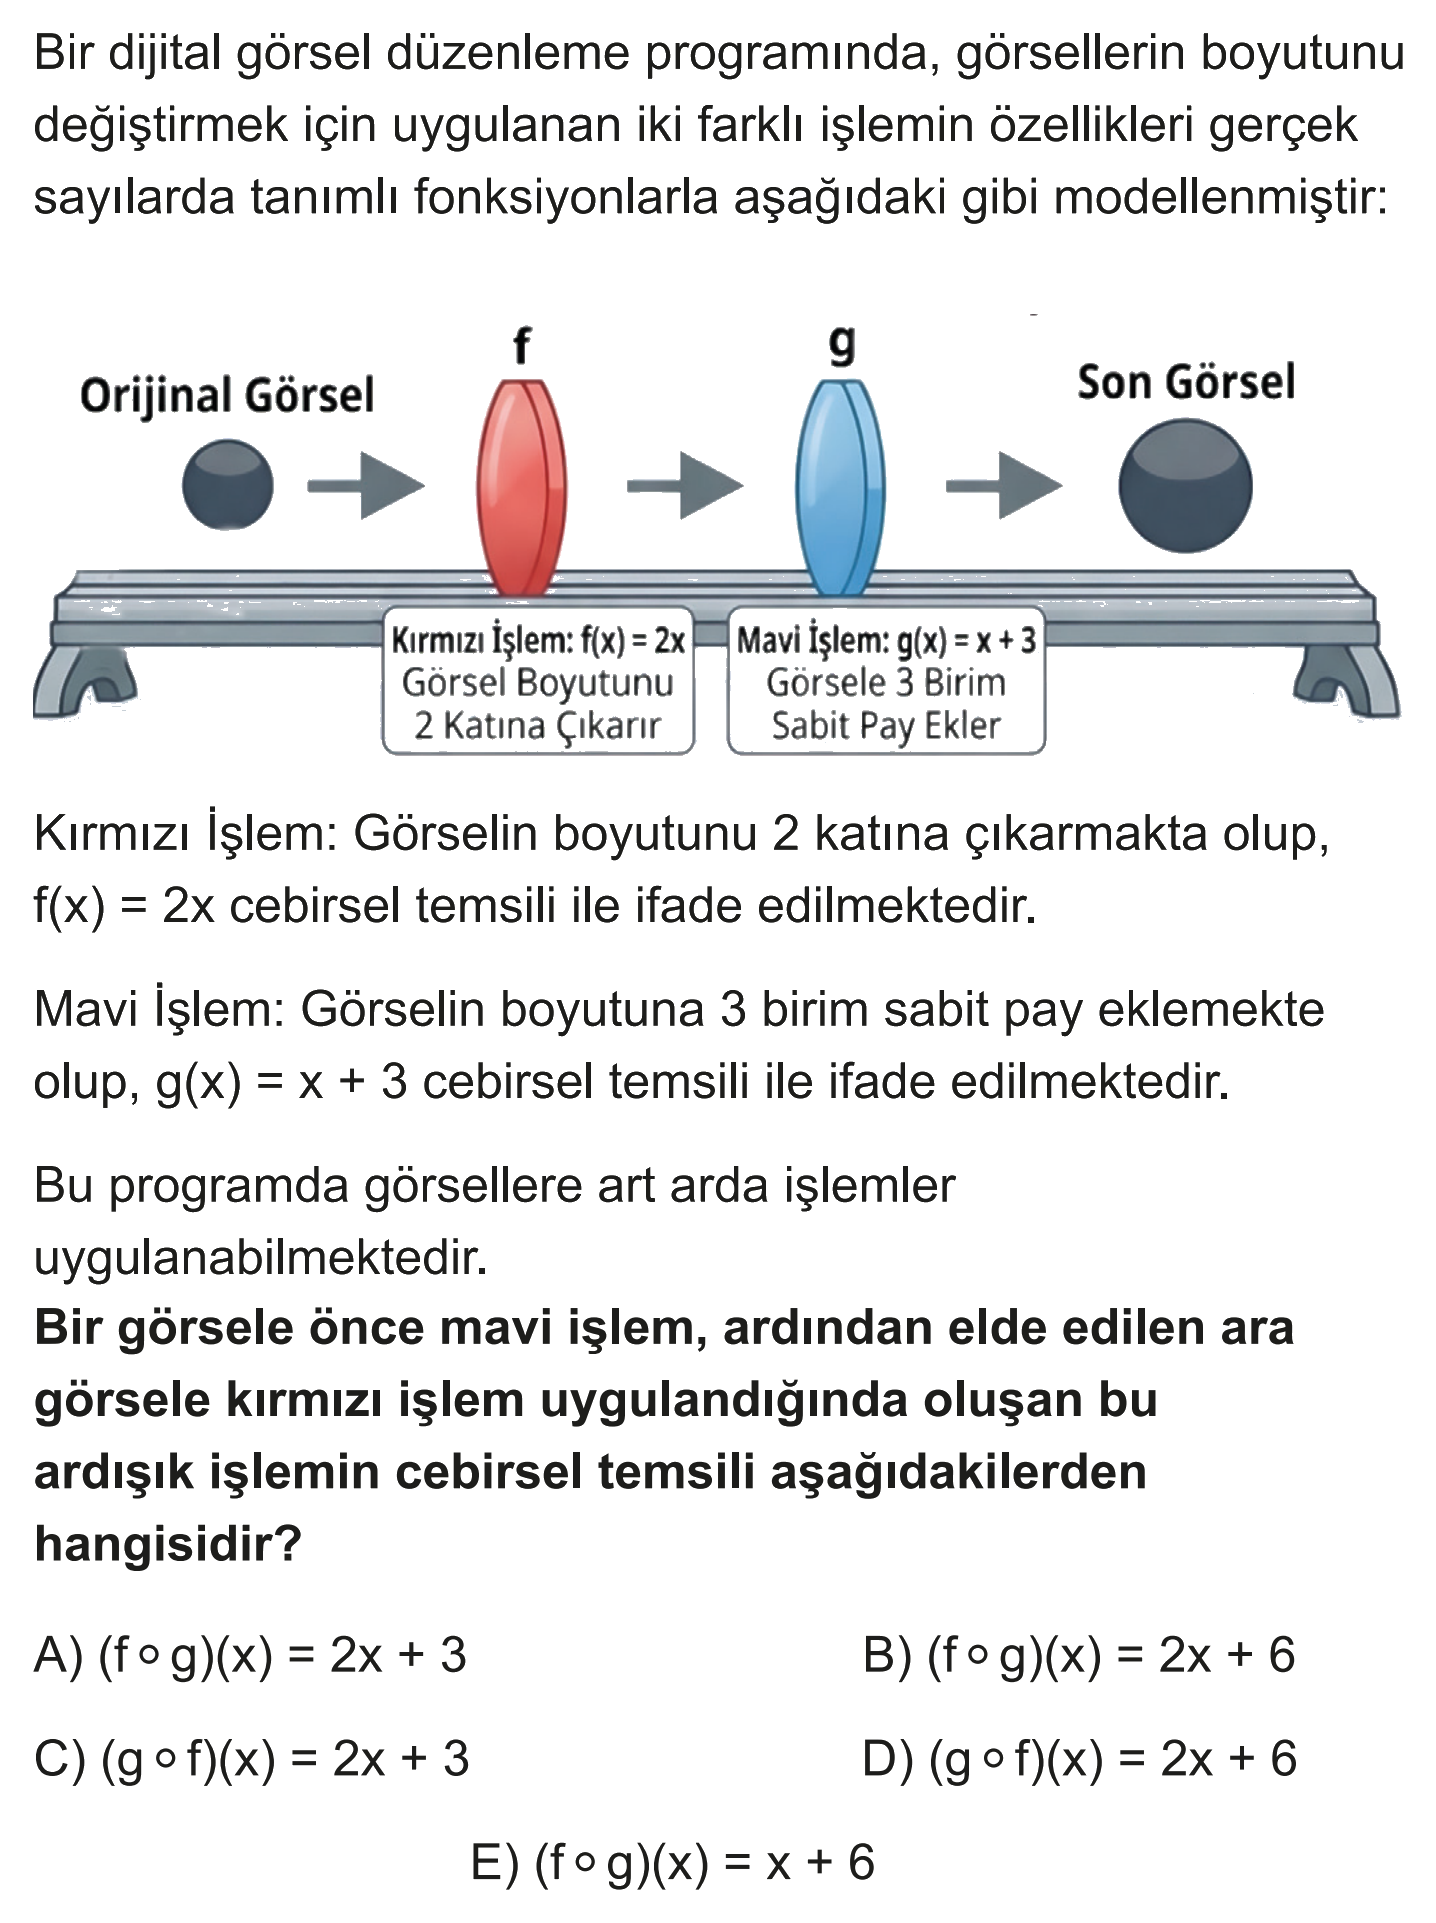 Bir dijital görsel düzenleme programında, görsellerin boyutunu
değiştirmek için uygulanan iki farklı işlemin özellikleri gerçek
sayılarda tanımlı fonksiyonlarla aşağıdaki gibi modellenmiştir:
f
g
Orijinal Görsel
Son Görsel
Kırmızı İşlem: f(x) = 2x
Görsel Boyutunu
2 Katına Çıkarır
Mavi İşlem: g(x) = x + 3
Görsele 3 Birim
Sabit Pay Ekler
Kırmızı İşlem: Görselin boyutunu 2 katına çıkarmakta olup,
f(x) = 2x cebirsel temsili ile ifade edilmektedir.
Mavi İşlem: Görselin boyutuna 3 birim sabit pay eklemekte
olup, g(x) = x + 3 cebirsel temsili ile ifade edilmektedir.
Bu programda görsellere art arda işlemler
uygulanabilmektedir.
Bir görsele önce mavi işlem, ardından elde edilen ara
görsele kırmızı işlem uygulandığında oluşan bu
ardışık işlemin cebirsel temsili aşağıdakilerden
hangisidir?
A) (f∘g)(x) = 2x + 3
B) (f∘g)(x) = 2x + 6
C) (g∘f)(x) = 2x + 3
D) (g∘f)(x) = 2x + 6
E) (f∘g)(x) = x + 6